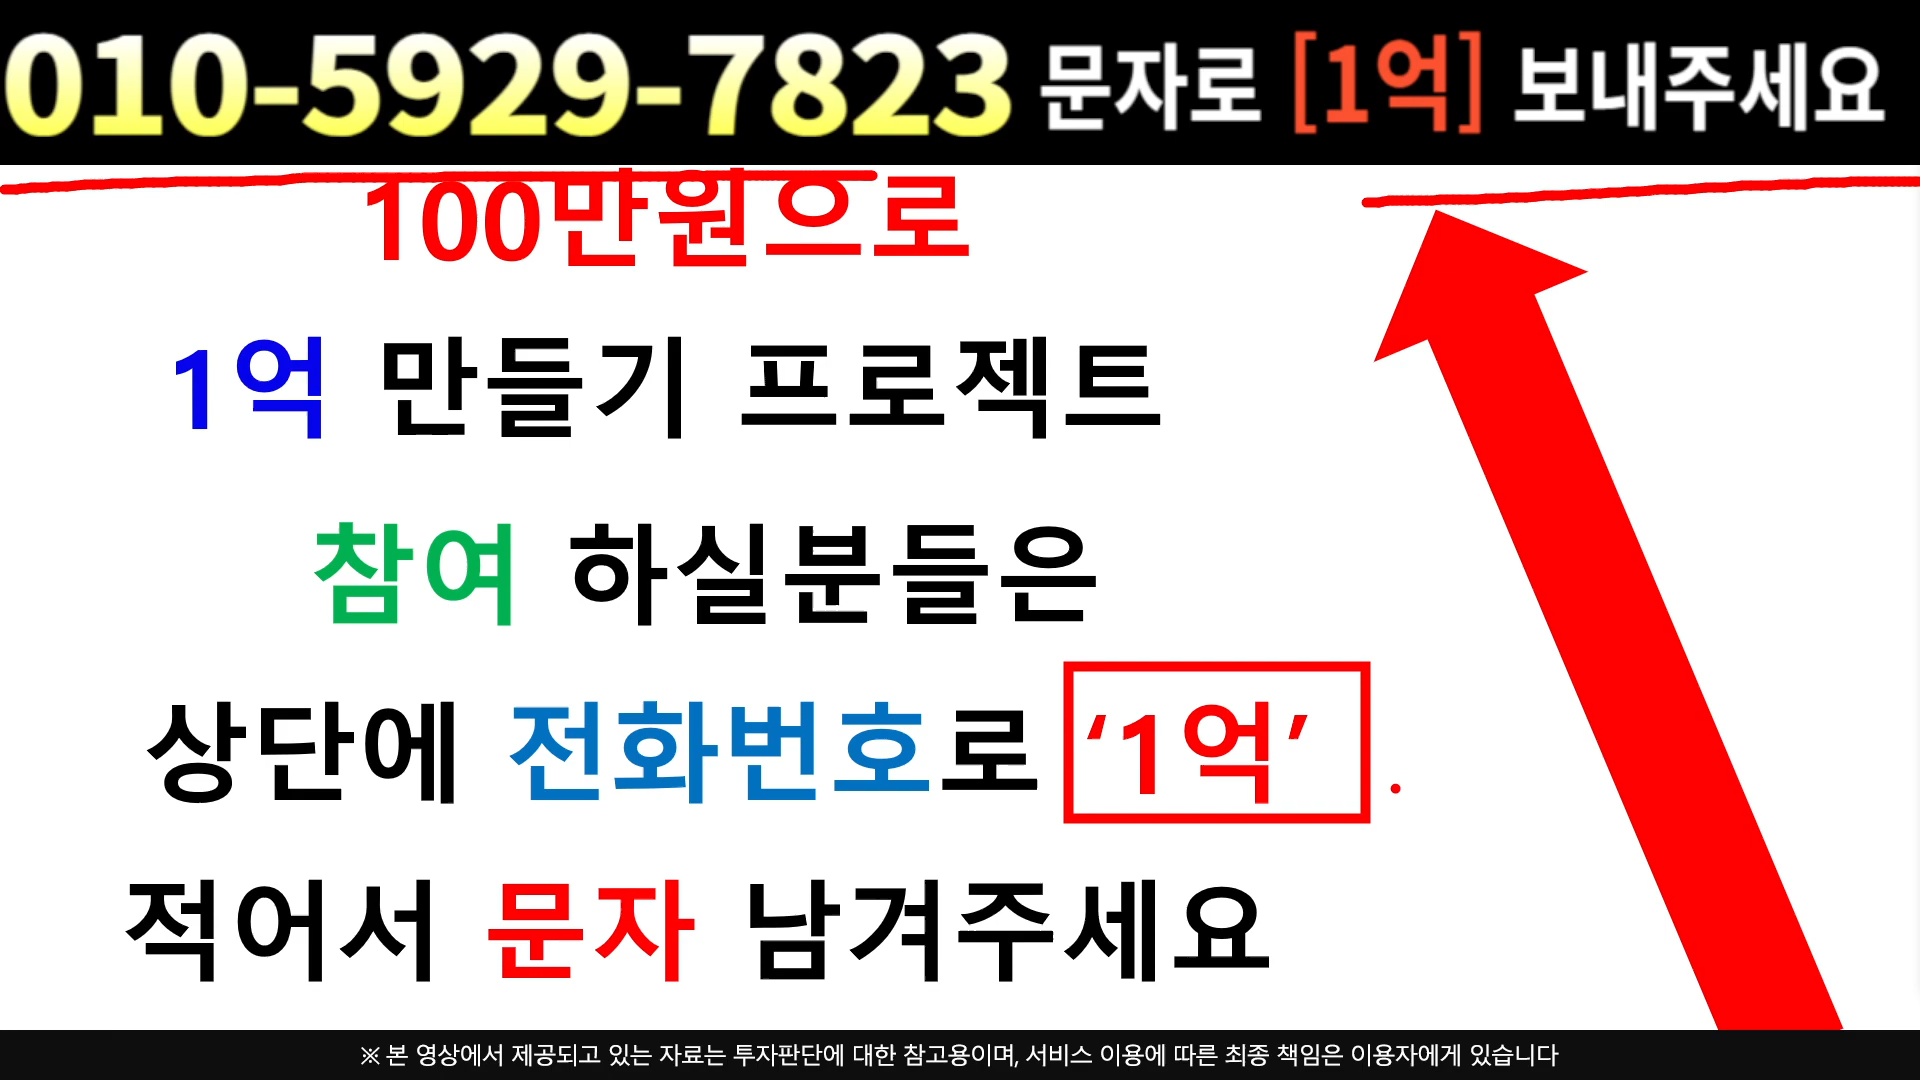 010-5929-7823 문자로 [1억] 보내주세요
100만원으로
1억 만들기 프로젝트
참여 하실분들은
상단에 전화번호로 ‘1억’ .
적어서 문자 남겨주세요
※ 본 영상에서 제공되고 있는 자료는 투자판단에 대한 참고용이며, 서비스 이용에 따른 최종 책임은 이용자에게 있습니다